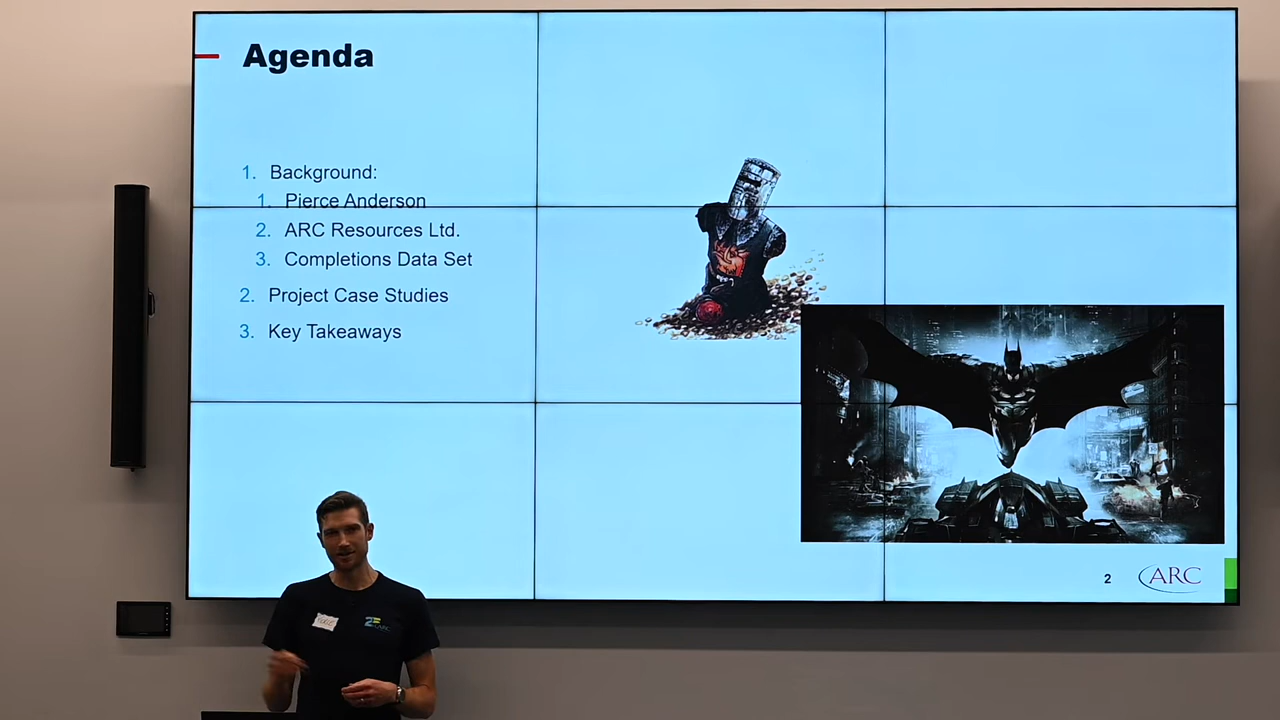 Agenda
1. Background:
1. Pierce Anderson
2. ARC Resources Ltd.
3. Completions Data Set
2. Project Case Studies
3. Key Takeaways
2
ARC